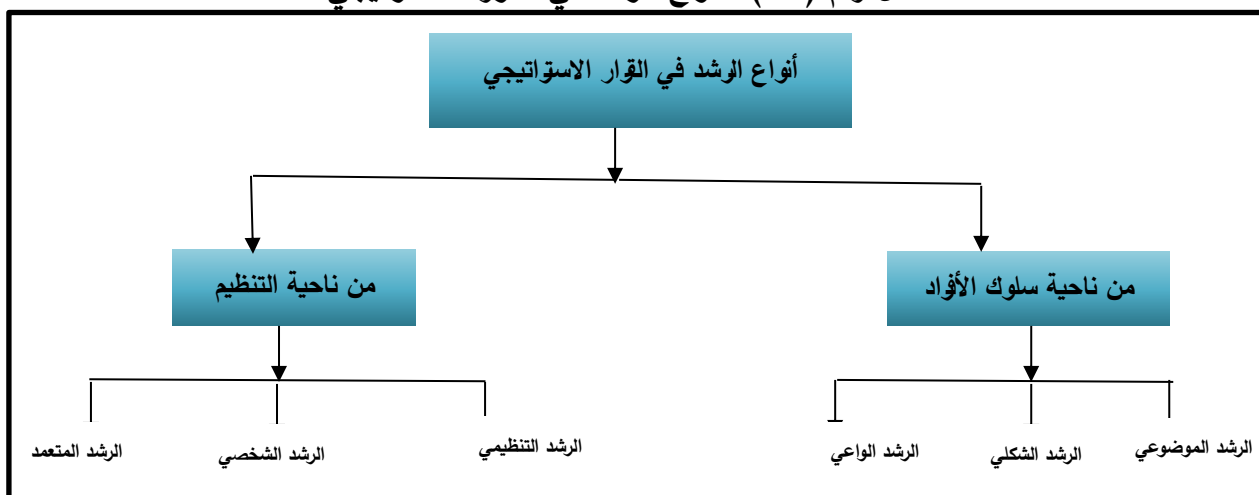 أنواع الرشد في القرار الاستراتيجي
من ناحية سلوك الأفراد
من ناحية التنظيم
الرشد الموضوعي
الرشد الشكلي
الرشد الواعي
الرشد التنظيمي
الرشد الشخصي
الرشد المتعمد